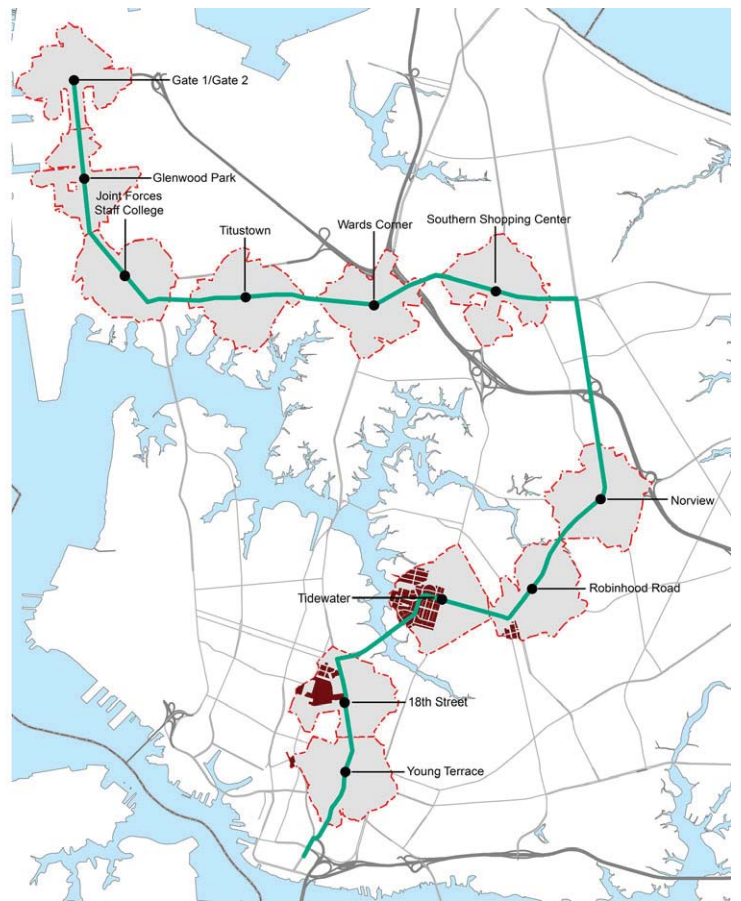 Gate 1/Gate 2
Glenwood Park
Joint Forces
Staff College
Titustown
Wards Corner
Southern Shopping Center
Norview
Robinhood Road
Tidewater
18th Street
Young Terrace